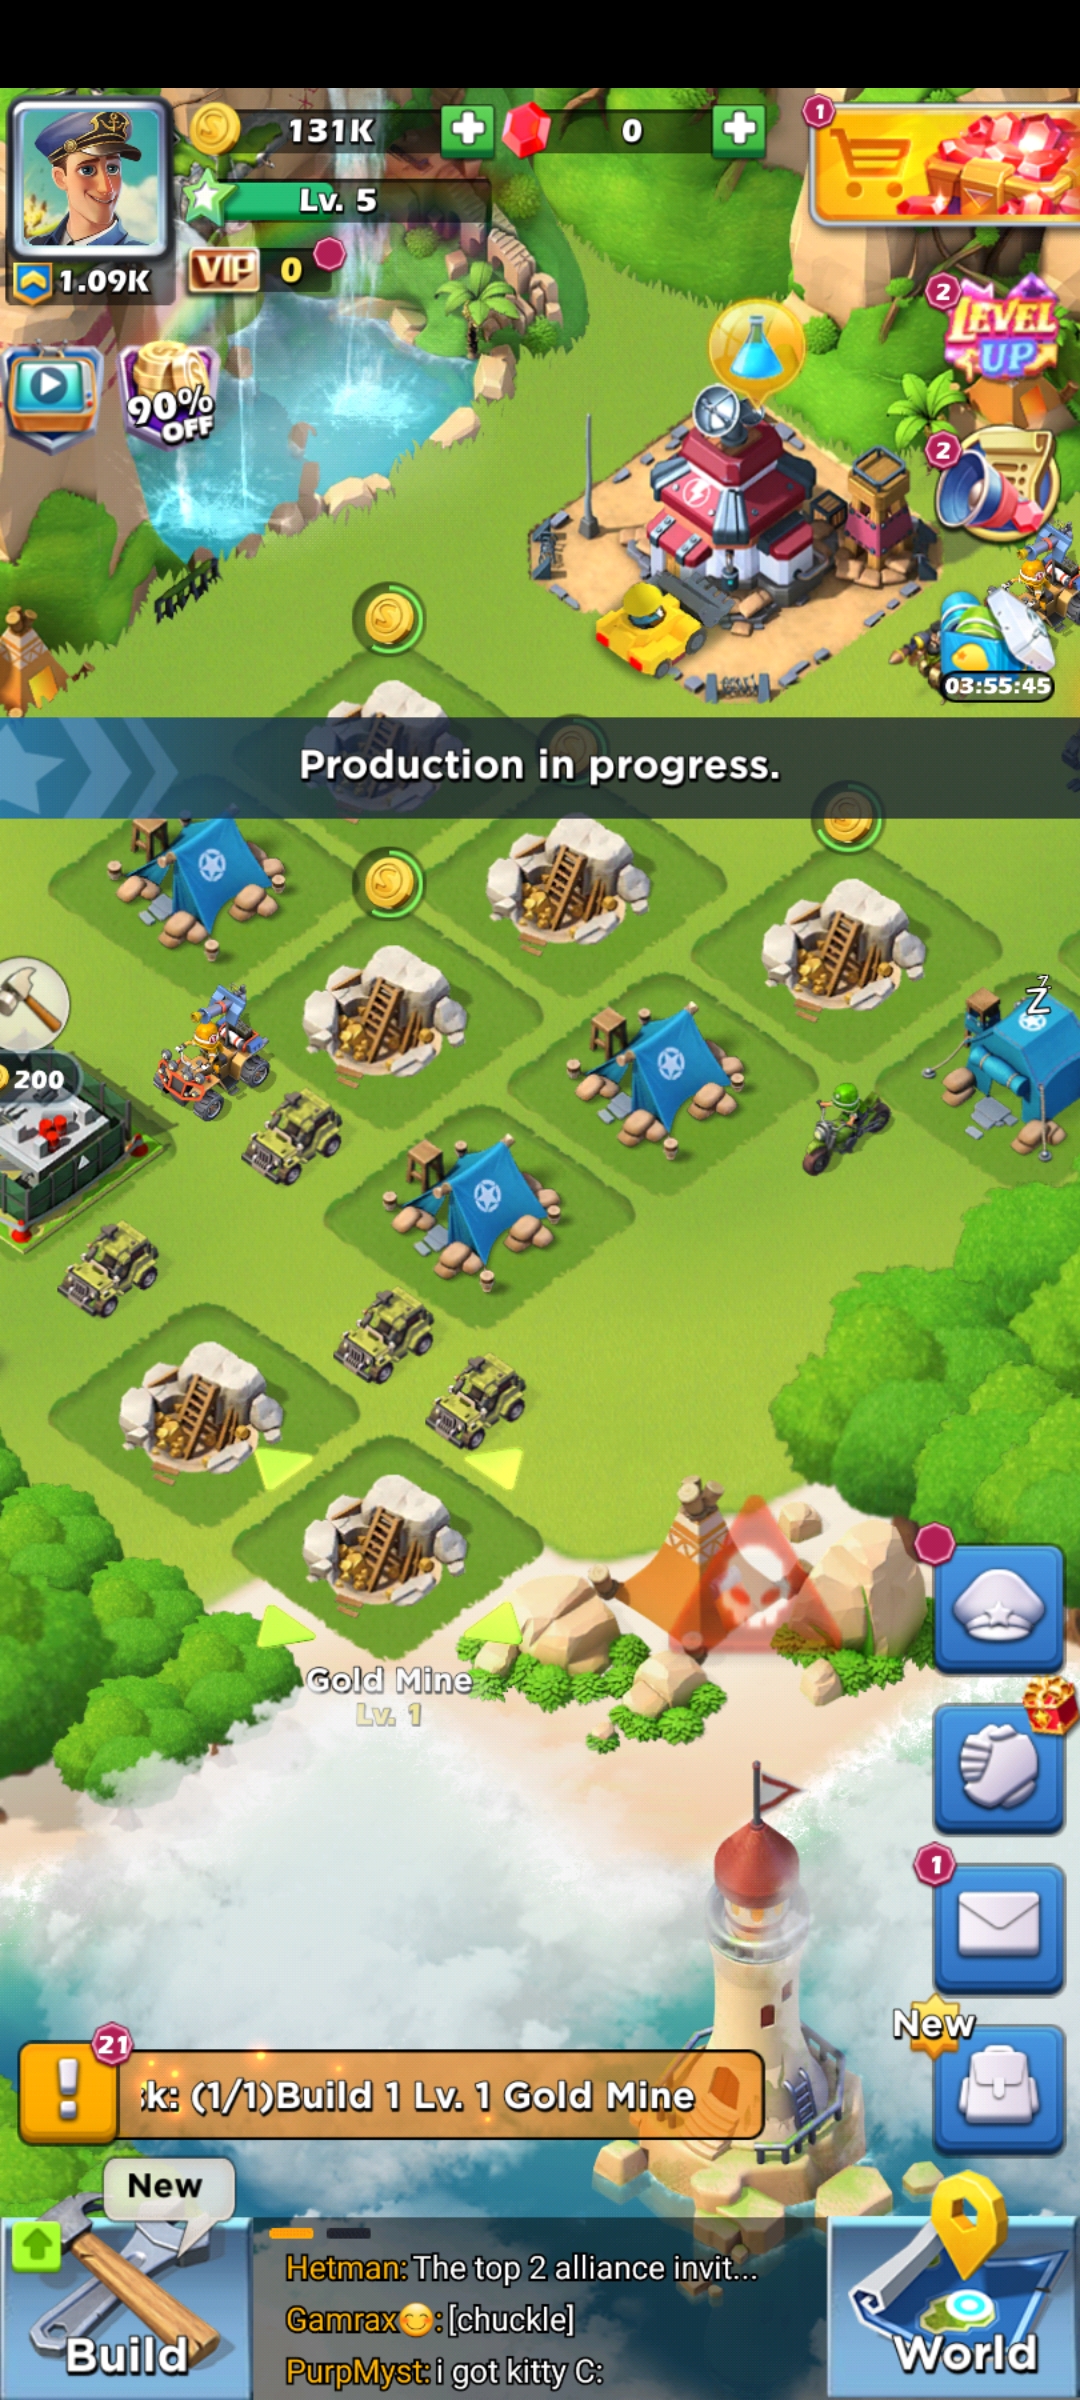 131K
0
1
Lv. 5
1.09K
VIP 0
2
LEVEL
UP
90%
OFF
2
03:55:45
Production in progress.
Z
z
200
Gold Mine
Lv. 1
1
New
21
k: (1/1)Build 1 Lv. 1 Gold Mine
New
Hetman: The top 2 alliance invit...
Gamrax😊: [chuckle]
PurpMyst: i got kitty C:
Build
World